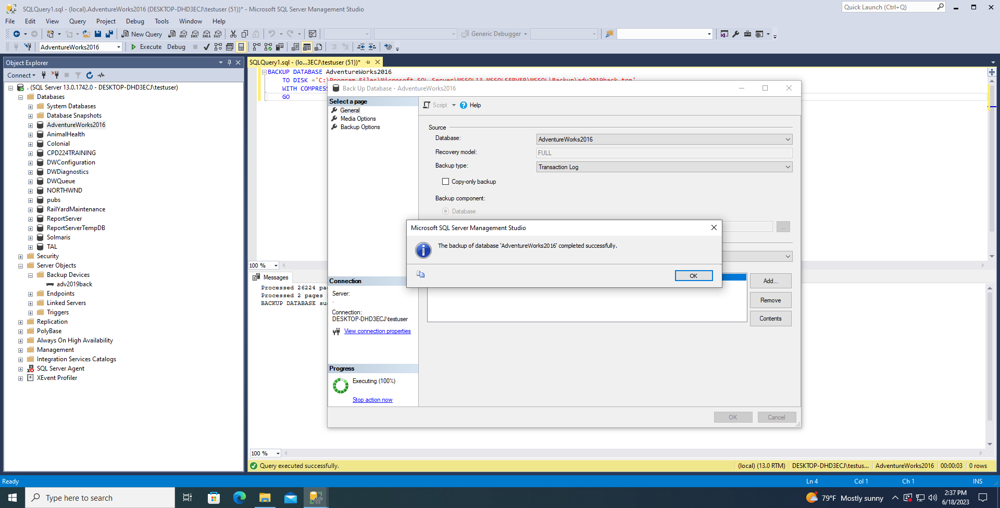 SQLQuery1.sql - (local).AdventureWorks2016 (DESKTOP-DHD3ECJ\testuser (51))* - Microsoft SQL Server Management Studio
Quick Launch (Ctrl+Q)
File Edit View Query Project Debug Tools Window Help
New Query
MDX DMX XMLA DAX
Generic Debugger
AdventureWorks2016
Execute Debug
Object Explorer
Connect
. (SQL Server 13.0.1742.0 - DESKTOP-DHD3ECJ\testuser)
Databases
System Databases
Database Snapshots
AdventureWorks2016
AnimalHealth
Colonial
CPD224TRAINING
DWConfiguration
DWDiagnostics
DWQueue
NORTHWND
pubs
RailYardMaintenance
ReportServer
ReportServerTempDB
Solmaris
TAL
Security
Server Objects
Backup Devices
adv2019back
Endpoints
Linked Servers
Triggers
Replication
PolyBase
Always On High Availability
Management
Integration Services Catalogs
SQL Server Agent
XEvent Profiler
SQLQuery1.sql - (lo...3ECJ\testuser (51))*
BACKUP DATABASE AdventureWorks2016
TO DISK ='C:\Program Files\Microsoft SQL Server\MSSQL13.MSSQLSERVER\MSSQL\Backup\adv2019back.trn'
WITH COMPRESS
GO
100 %
Messages
Processed 26224 pa
Processed 2 pages
BACKUP DATABASE su
100 %
Back Up Database - AdventureWorks2016
Select a page
General
Media Options
Backup Options
Script Help
Source
Database: AdventureWorks2016
Recovery model: FULL
Backup type: Transaction Log
Copy-only backup
Backup component:
Database
...
Microsoft SQL Server Management Studio
The backup of database 'AdventureWorks2016' completed successfully.
OK
Add...
Remove
Contents
Connection
Server:
.
Connection:
DESKTOP-DHD3ECJ\testuser
View connection properties
Progress
Executing (100%)
Stop action now
OK Cancel
Query executed successfully.
(local) (13.0 RTM) DESKTOP-DHD3ECJ\testus... AdventureWorks2016 00:00:03 0 rows
Ready
Ln 4 Col 1 Ch 1 INS
Type here to search
79°F Mostly sunny
2:37 PM
6/18/2023